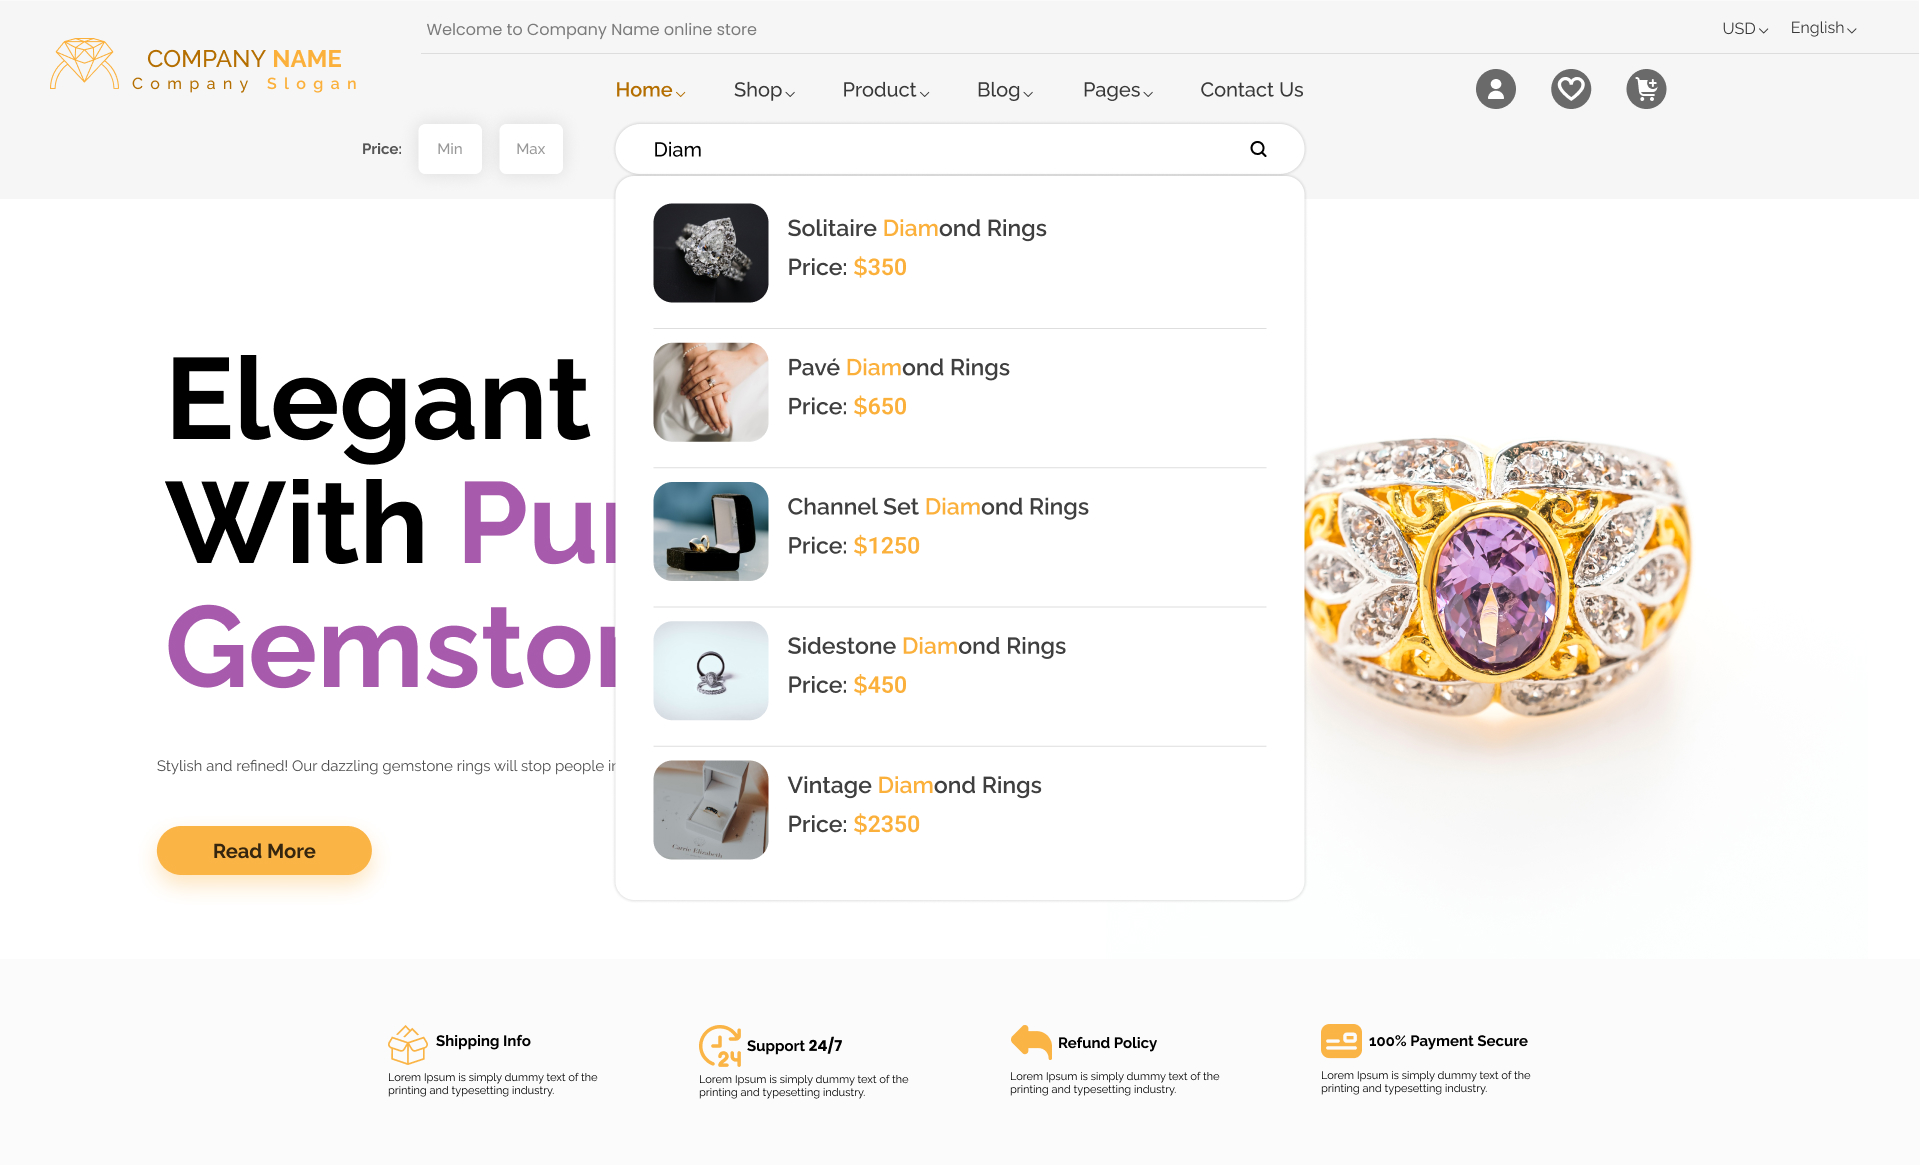 Welcome to Company Name online store
USD
English
COMPANY NAME
Company Slogan
Home
Shop
Product
Blog
Pages
Contact Us
Price:
Min
Max
Diam
Solitaire Diamond Rings
Price: $350
Pavé Diamond Rings
Price: $650
Channel Set Diamond Rings
Price: $1250
Sidestone Diamond Rings
Price: $450
Vintage Diamond Rings
Price: $2350
Carrie Elizabeth
Elegant
With Pur
Gemston
Stylish and refined! Our dazzling gemstone rings will stop people in
Read More
Shipping Info
Lorem Ipsum is simply dummy text of the
printing and typesetting industry.
24
Support 24/7
Lorem Ipsum is simply dummy text of the
printing and typesetting industry.
Refund Policy
Lorem Ipsum is simply dummy text of the
printing and typesetting industry.
100% Payment Secure
Lorem Ipsum is simply dummy text of the
printing and typesetting industry.